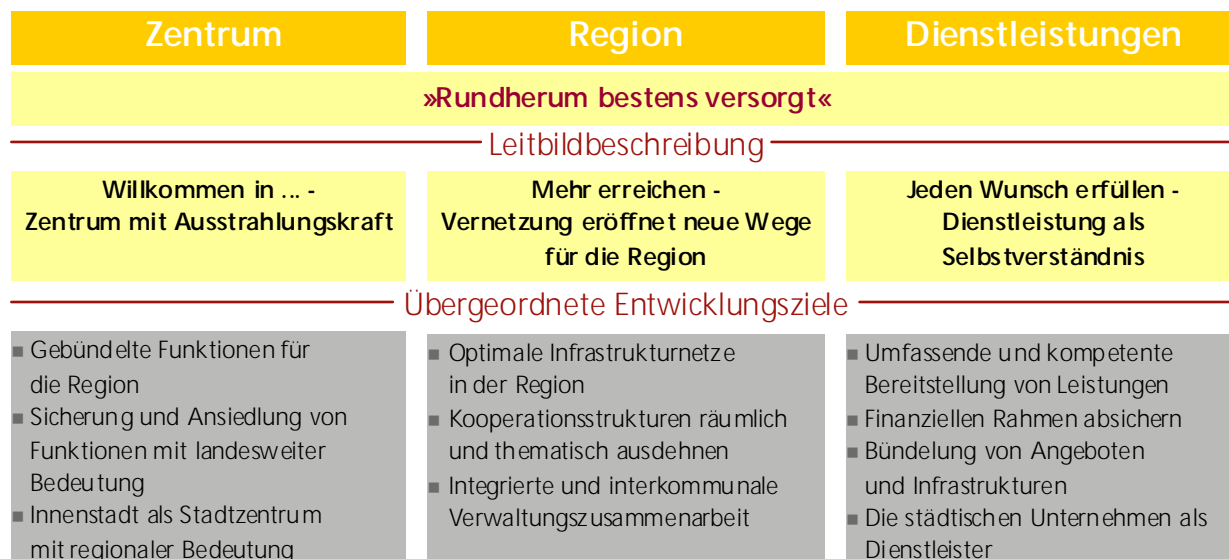 Zentrum
Region
Dienstleistungen
»Rundherum bestens versorgt«
Leitbildbeschreibung
Willkommen in ... -
Zentrum mit Ausstrahlungskraft
Mehr erreichen -
Vernetzung eröffnet neue Wege
für die Region
Jeden Wunsch erfüllen -
Dienstleistung als
Selbstverständnis
Übergeordnete Entwicklungsziele
▪ Gebündelte Funktionen für
die Region
▪ Sicherung und Ansiedlung von
Funktionen mit landesweiter
Bedeutung
▪ Innenstadt als Stadtzentrum
mit regionaler Bedeutung
▪ Optimale Infrastrukturnetze
in der Region
▪ Kooperationsstrukturen räumlich
und thematisch ausdehnen
▪ Integrierte und interkommunale
Verwaltungszusammenarbeit
▪ Umfassende und kompetente
Bereitstellung von Leistungen
▪ Finanziellen Rahmen absichern
▪ Bündelung von Angeboten
und Infrastrukturen
▪ Die städtischen Unternehmen als
Dienstleister